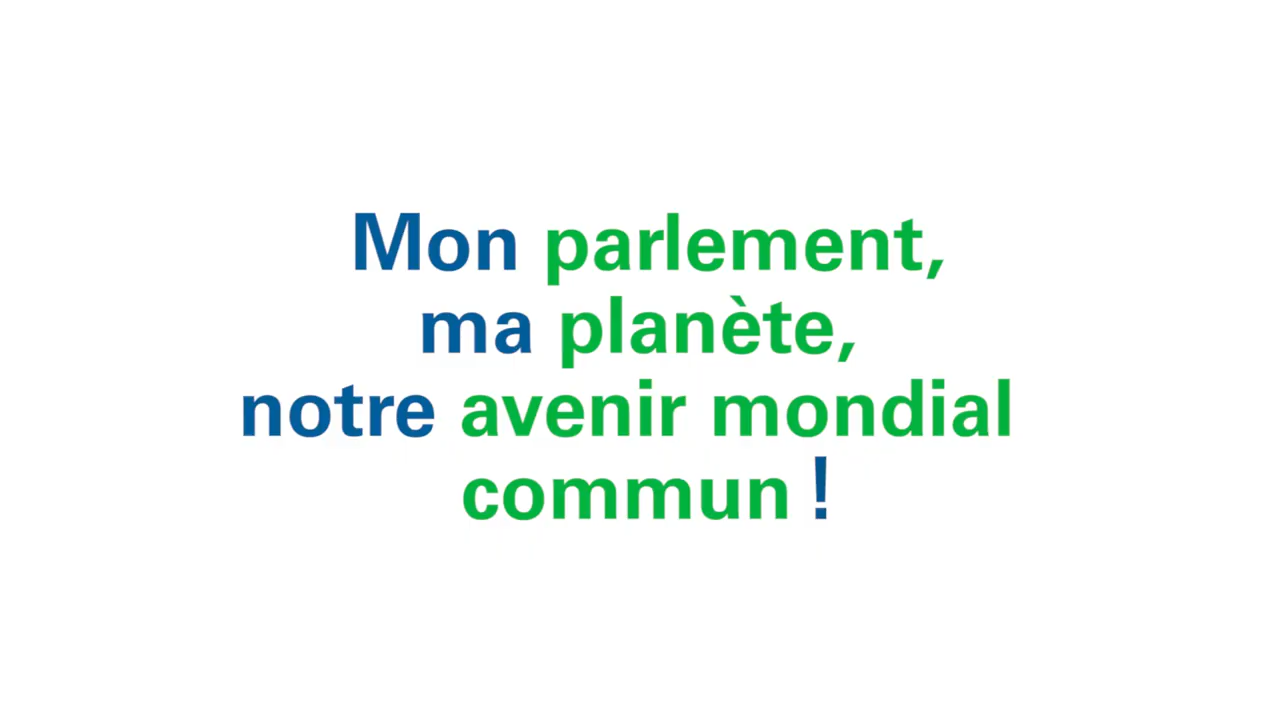 Mon parlement,
ma planète,
notre avenir mondial
commun !